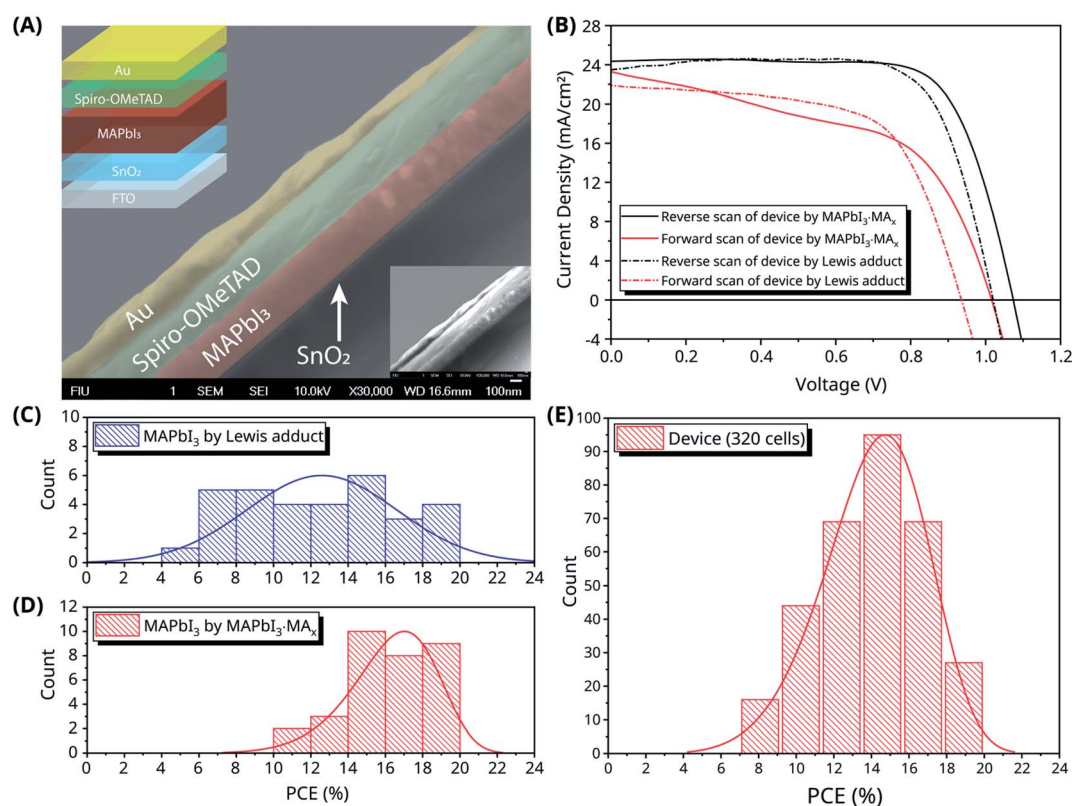 (A)
Au
Spiro-OMeTAD
MAPbI₃
SnO₂
FTO
Au
Spiro-OMeTAD
MAPbI₃
SnO₂
FIU 1 SEM SEI 10.0kV X30,000 WD 16.6mm 100nm
(B)
Current Density (mA/cm²)
28
24
20
16
12
8
4
0
-4
Reverse scan of device by MAPbI₃·MAₓ
Forward scan of device by MAPbI₃·MAₓ
Reverse scan of device by Lewis adduct
Forward scan of device by Lewis adduct
0.0 0.2 0.4 0.6 0.8 1.0 1.2
Voltage (V)
(C)
Count
10
8
6
4
2
0
MAPbI₃ by Lewis adduct
0 2 4 6 8 10 12 14 16 18 20 22 24
(D)
Count
12
10
8
6
4
2
0
MAPbI₃ by MAPbI₃·MAₓ
0 2 4 6 8 10 12 14 16 18 20 22 24
PCE (%)
(E)
Count
100
90
80
70
60
50
40
30
20
10
0
Device (320 cells)
0 2 4 6 8 10 12 14 16 18 20 22 24
PCE (%)